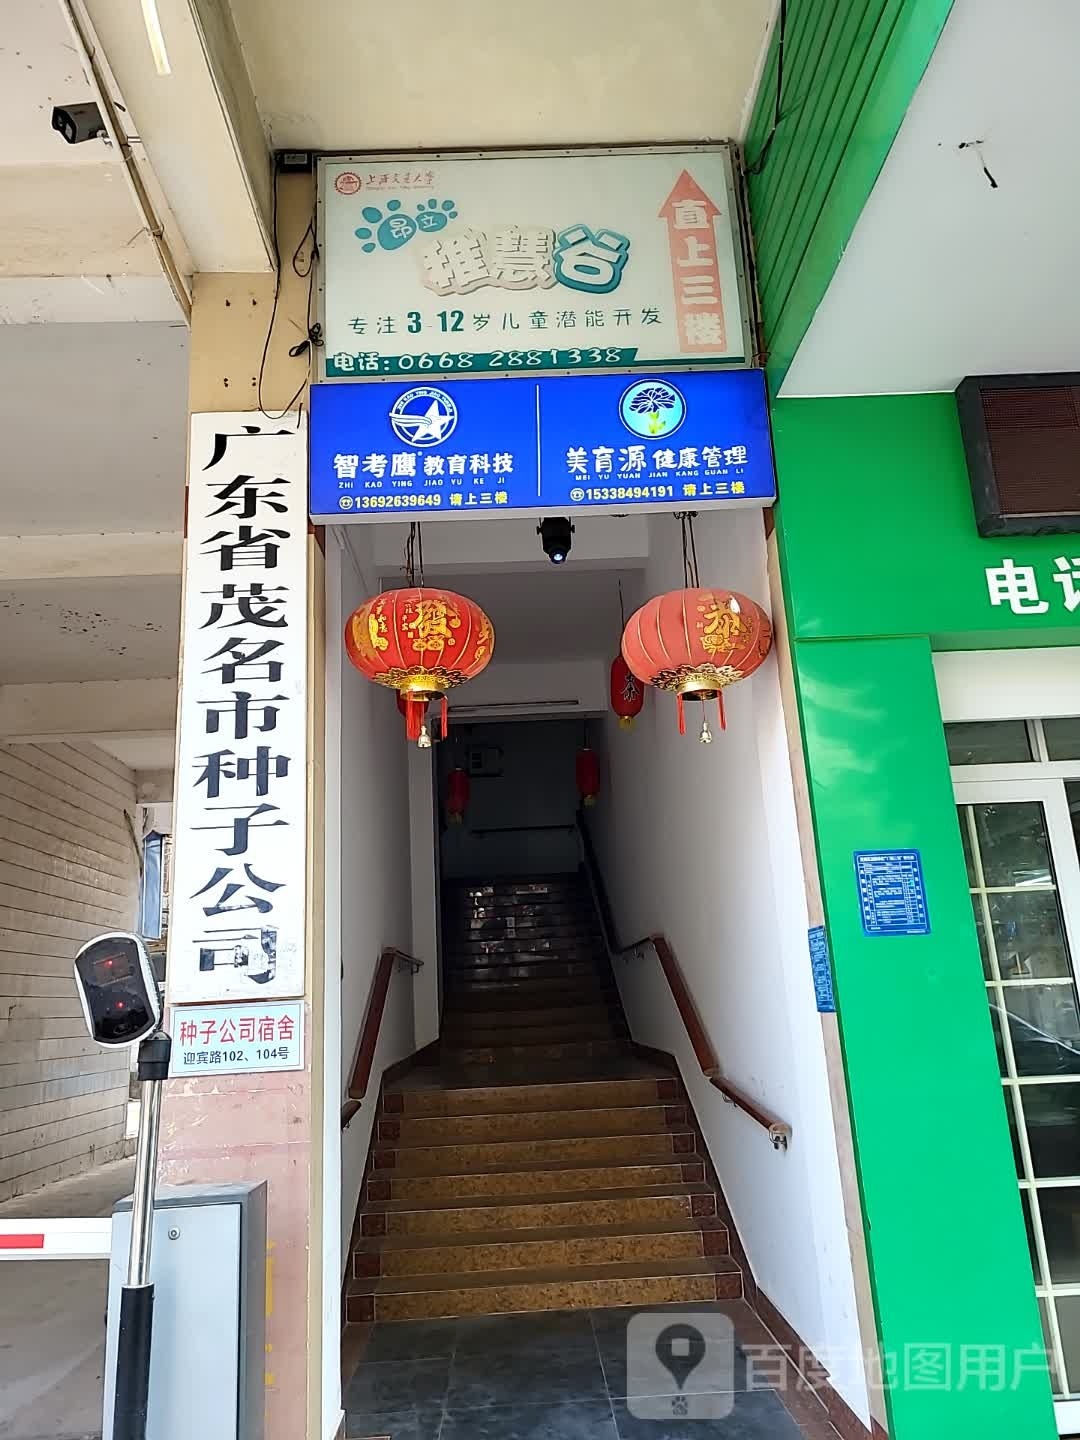 上海交通大学
昂立
稚慧谷
直上三楼
专注3-12岁儿童潜能开发
电话:0668 2881338
智考鹰教育科技
ZHI KAO YING JIAO YU KE JI
☎13692639649 请上三楼
美育源健康管理
MEI YU YUAN JIAN KANG GUAN LI
☎15338494191 请上三楼
广东省茂名市种子公司
种子公司宿舍
迎宾路102、104号
發
恭
电话
百度地图用户